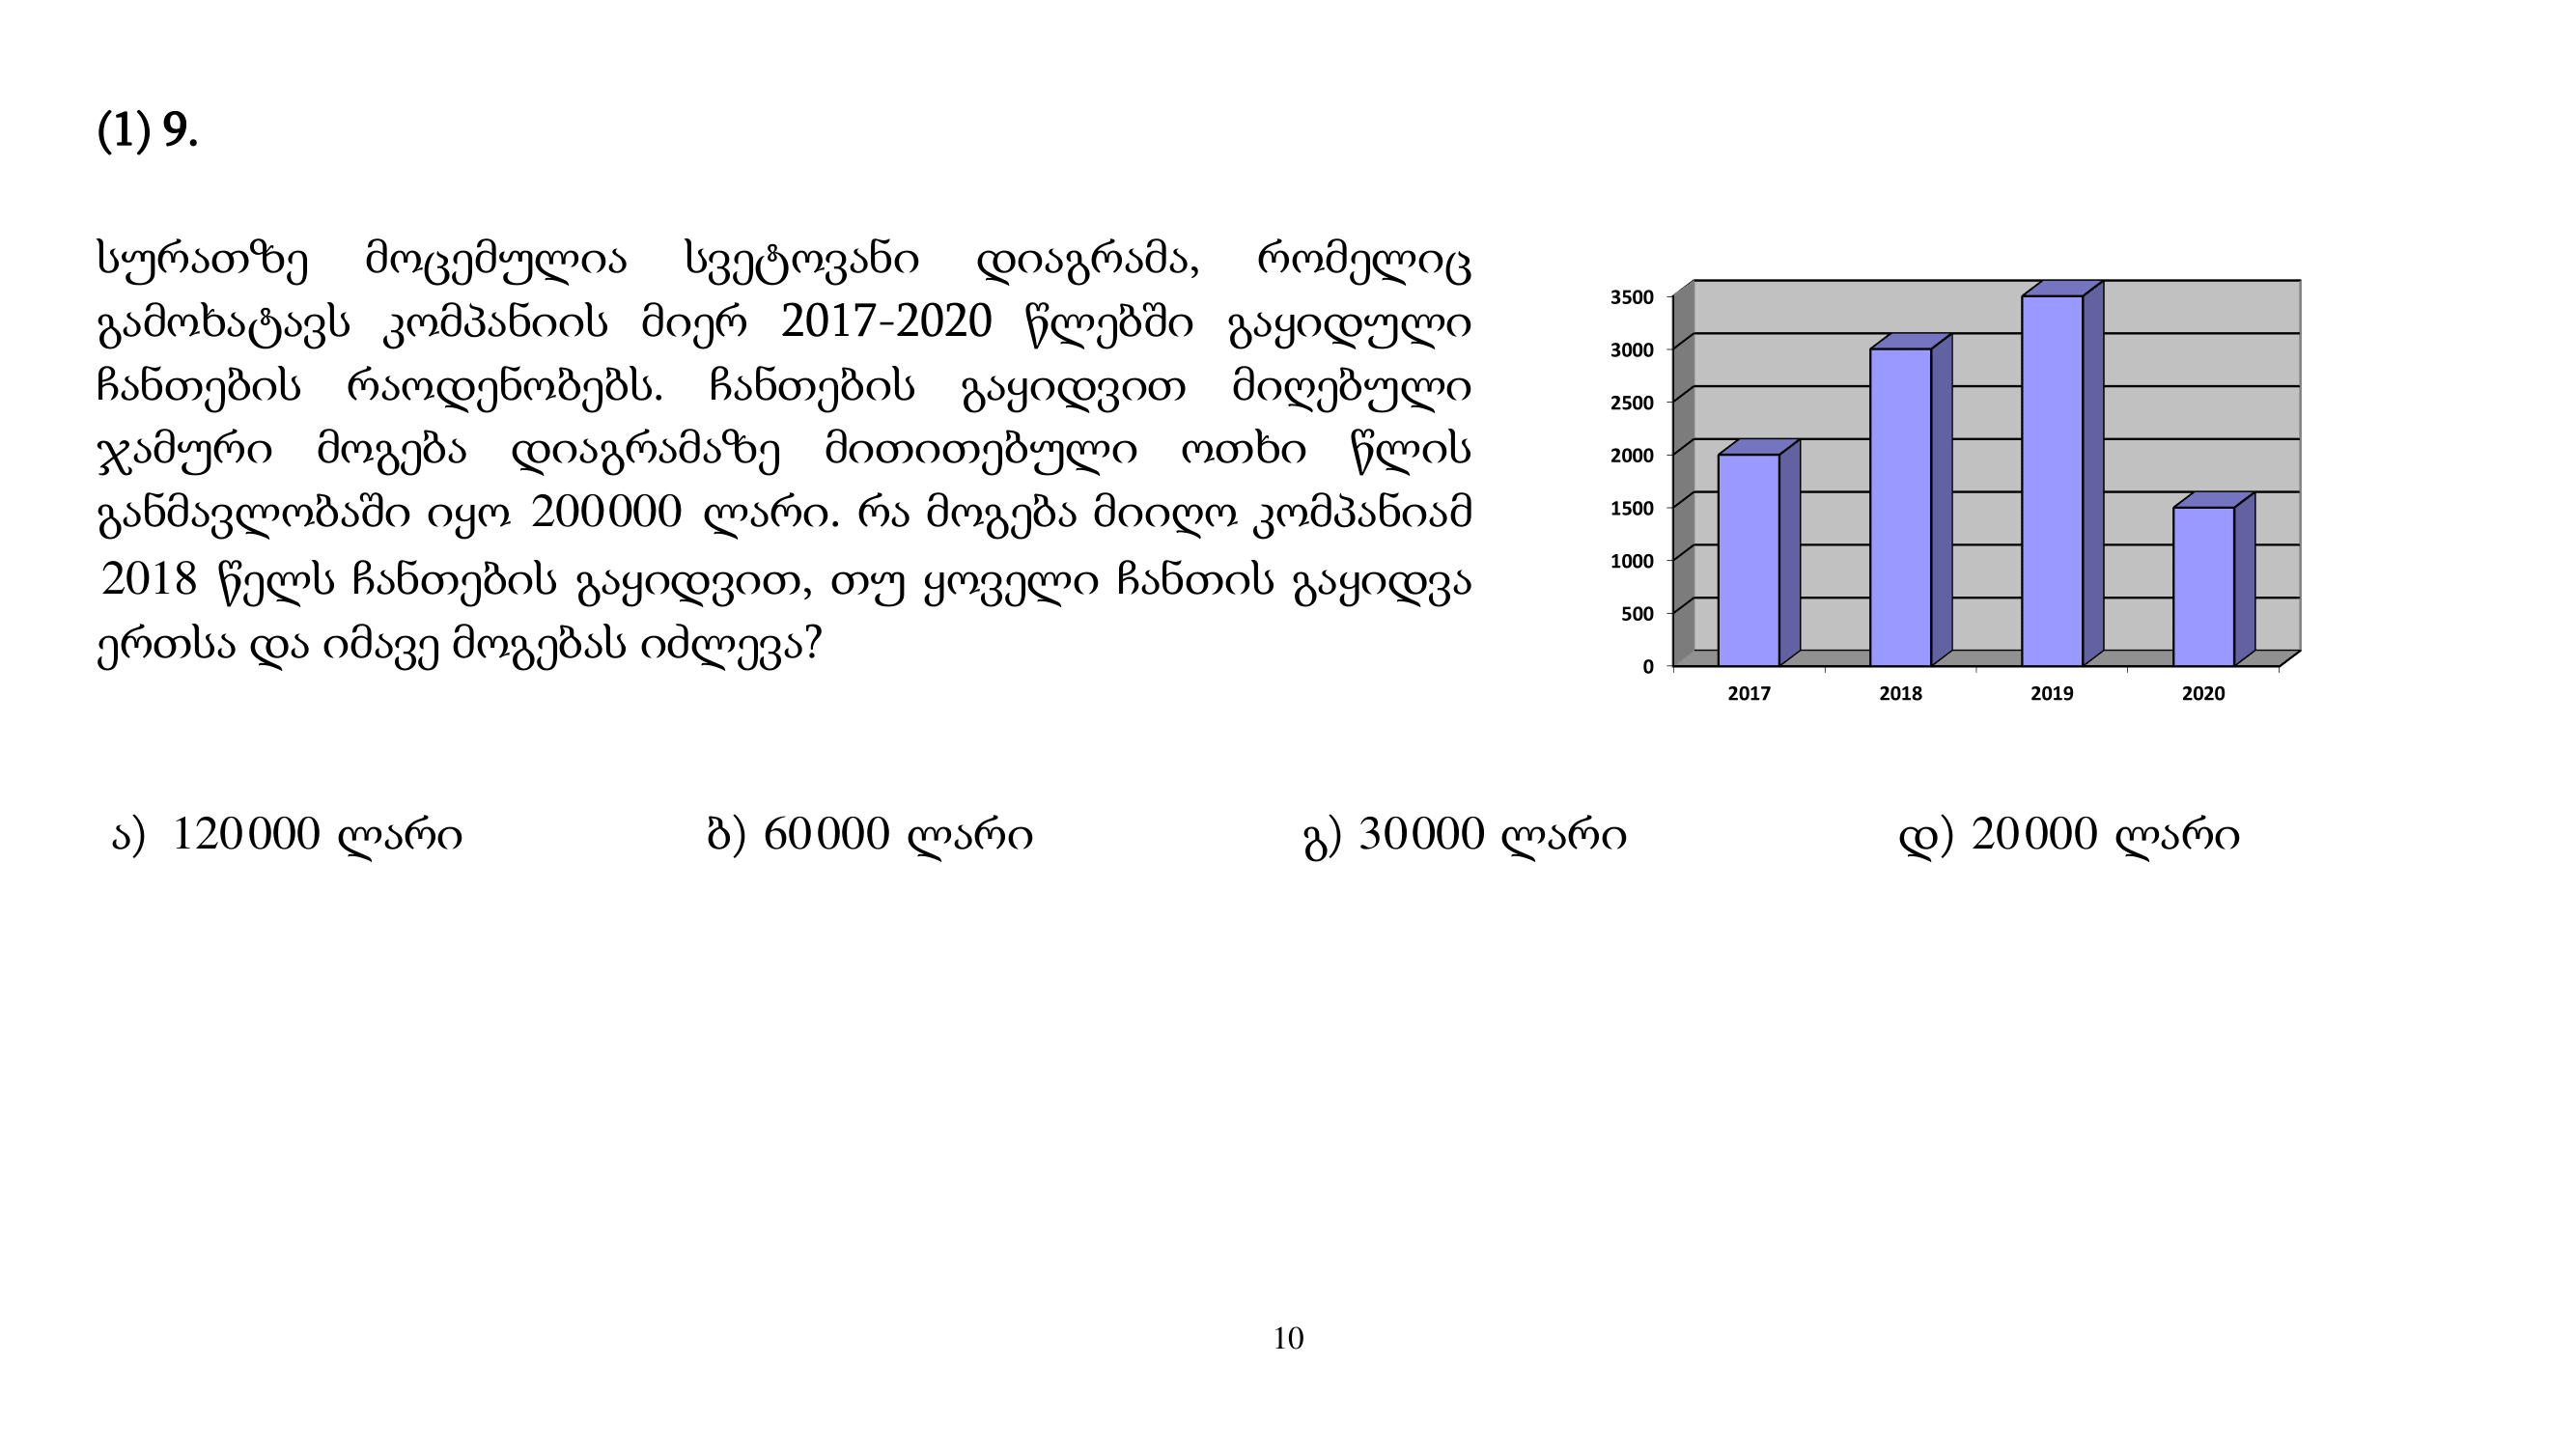 (1) 9.
სურათზე მოცემულია სვეტოვანი დიაგრამა, რომელიც
გამოხატავს კომპანიის მიერ 2017-2020 წლებში გაყიდული
ჩანთების რაოდენობებს. ჩანთების გაყიდვით მიღებული
ჯამური მოგება დიაგრამაზე მითითებული ოთხი წლის
განმავლობაში იყო 200000 ლარი. რა მოგება მიიღო კომპანიამ
2018 წელს ჩანთების გაყიდვით, თუ ყოველი ჩანთის გაყიდვა
ერთსა და იმავე მოგებას იძლევა?
3500
3000
2500
2000
1500
1000
500
0
2017 2018 2019 2020
ა) 120000 ლარი ბ) 60000 ლარი გ) 30000 ლარი დ) 20000 ლარი
10